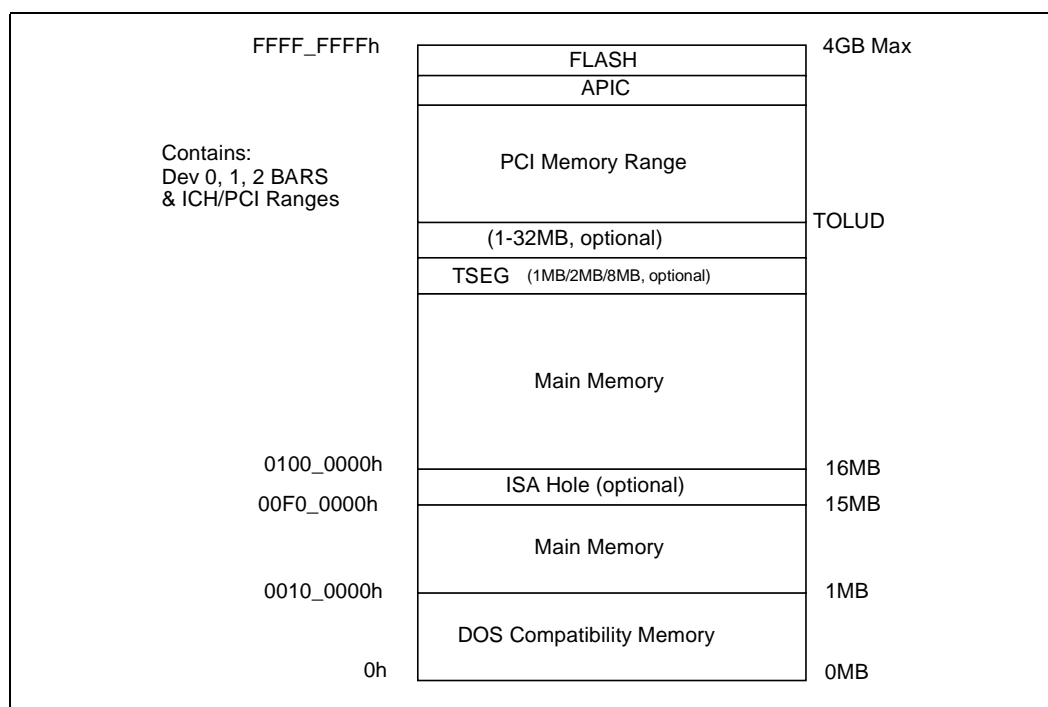 FFFF_FFFFh
4GB Max
FLASH
APIC
Contains:
Dev 0, 1, 2 BARS
& ICH/PCI Ranges
PCI Memory Range
TOLUD
(1-32MB, optional)
TSEG (1MB/2MB/8MB, optional)
Main Memory
0100_0000h
16MB
ISA Hole (optional)
00F0_0000h
15MB
Main Memory
0010_0000h
1MB
DOS Compatibility Memory
0h
0MB